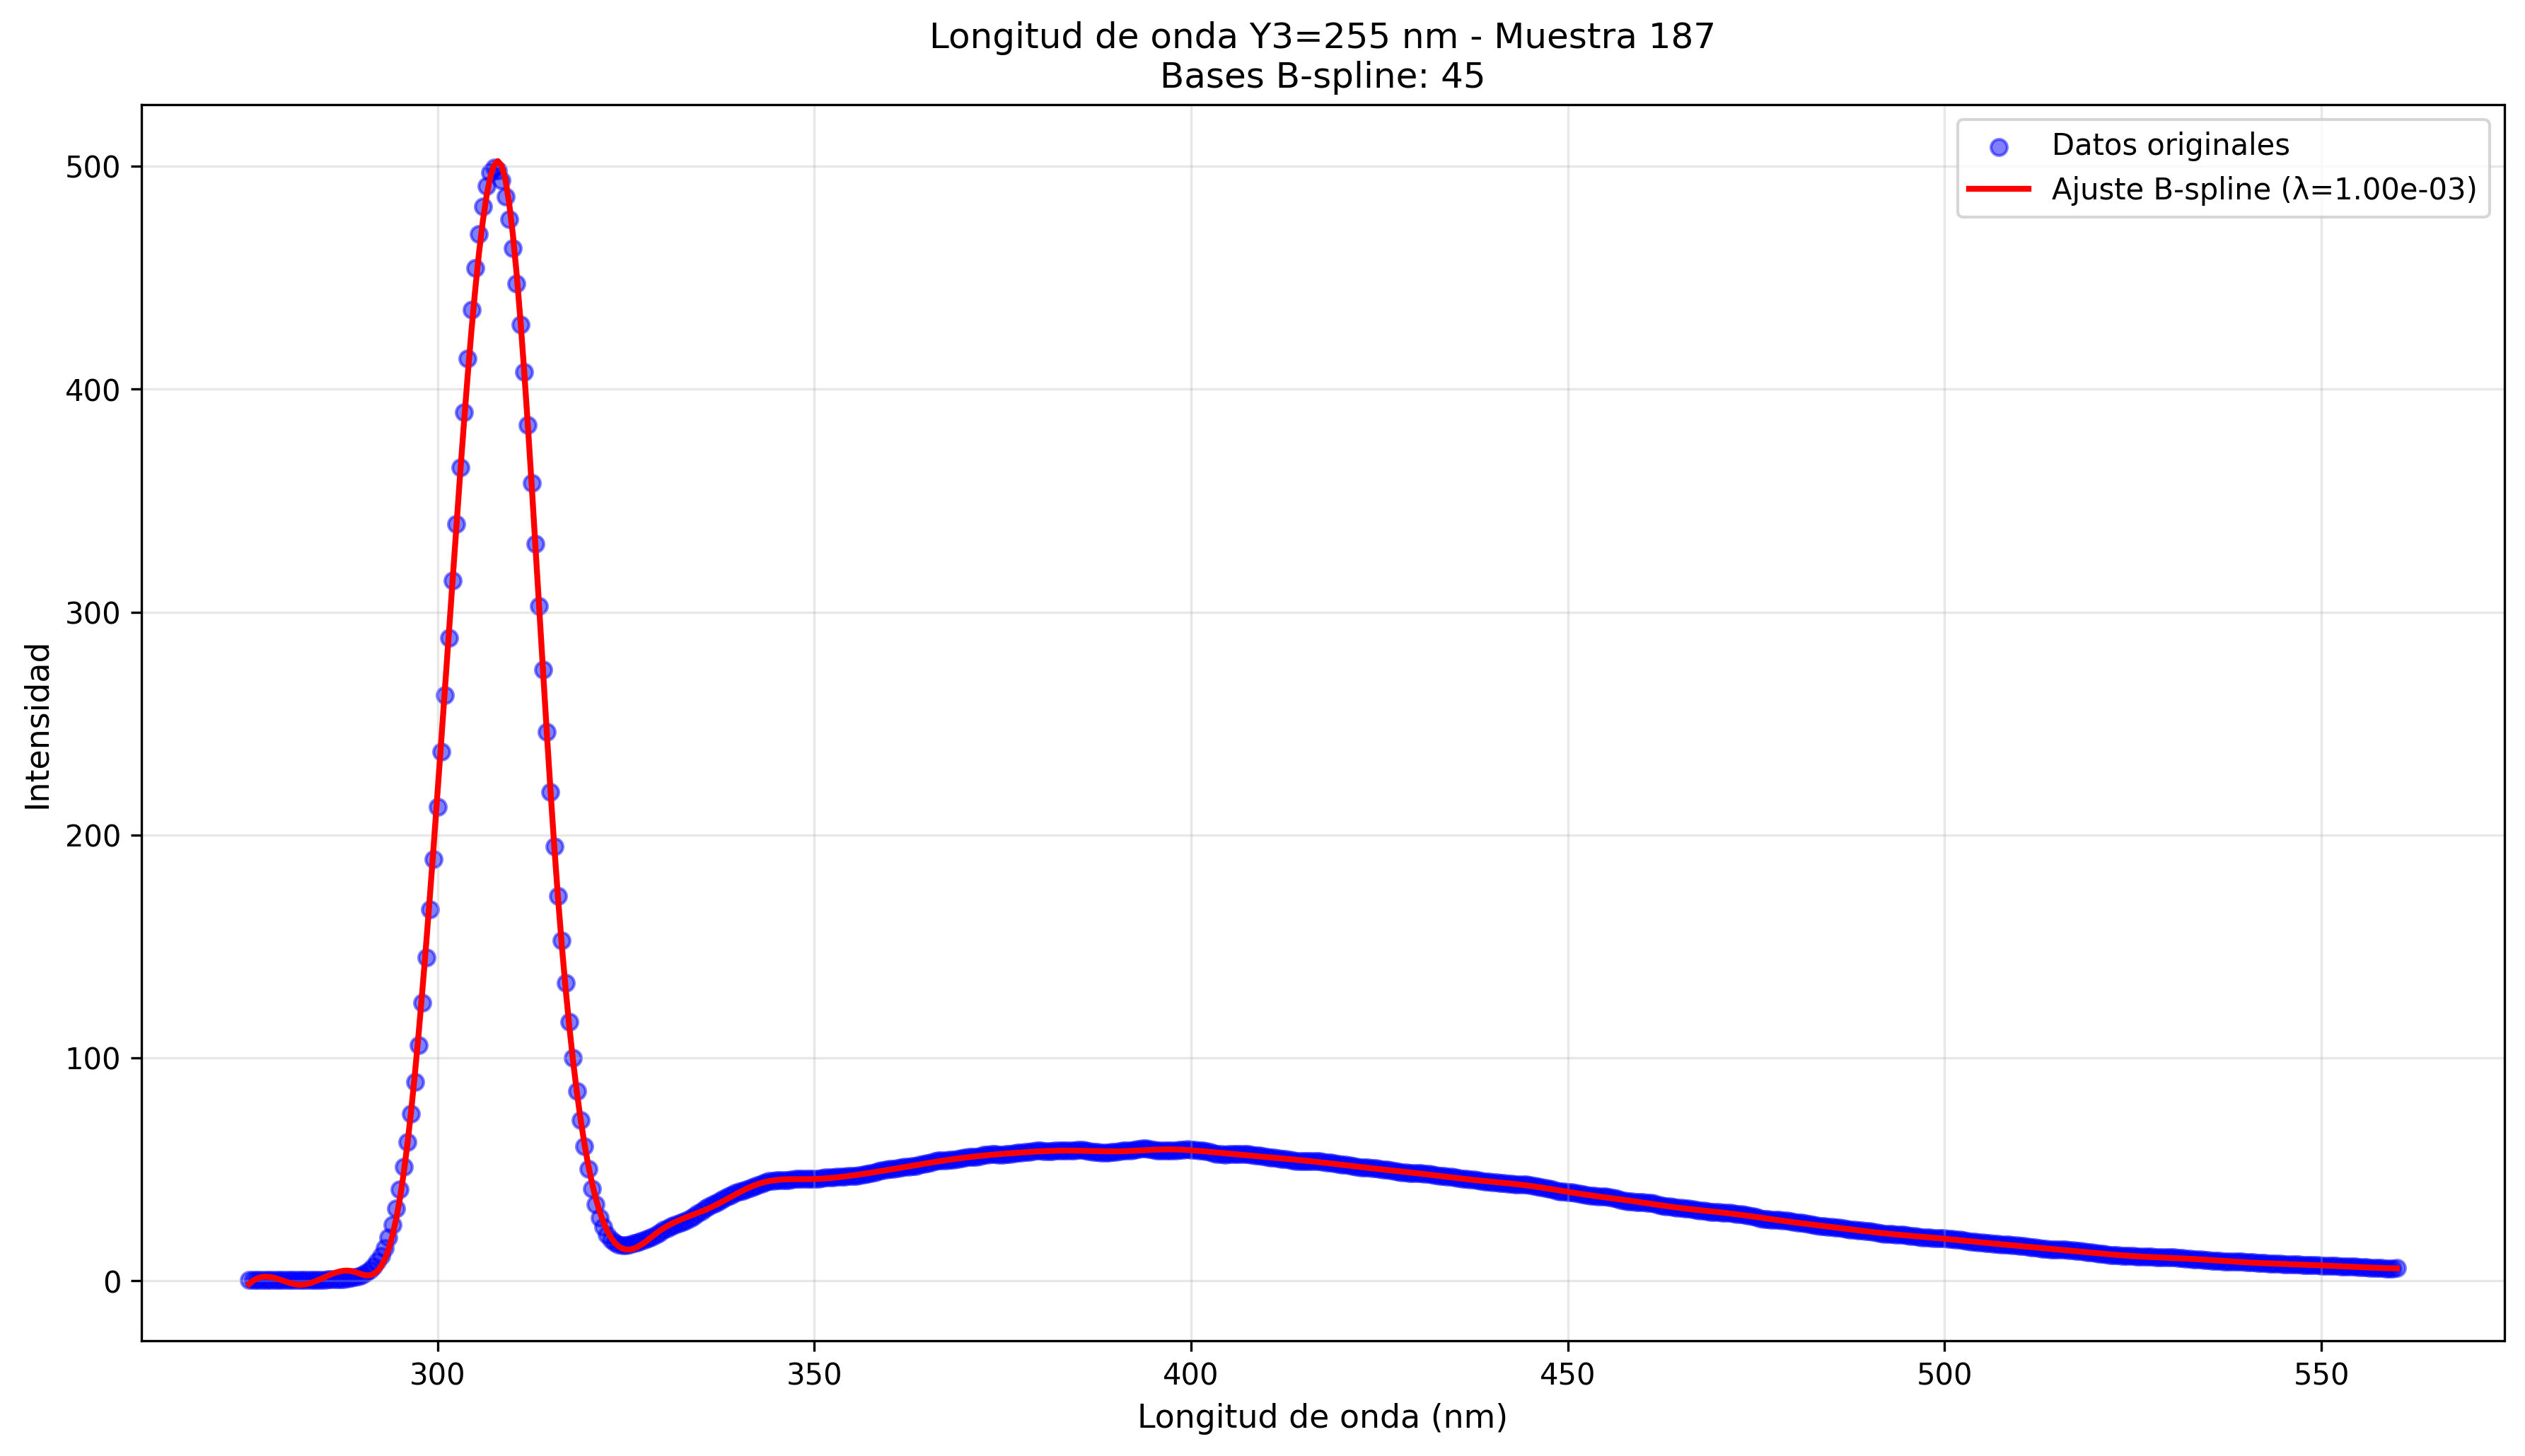 Longitud de onda Y3=255 nm - Muestra 187
Bases B-spline: 45
Datos originales
Ajuste B-spline (λ=1.00e-03)
Intensidad
500
400
300
200
100
0
300 350 400 450 500 550
Longitud de onda (nm)